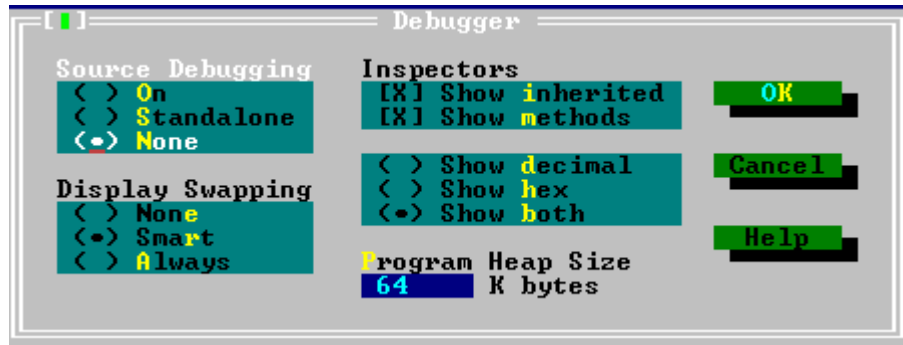 [▮] Debugger
Source Debugging
( ) On
( ) Standalone
(•) None
Display Swapping
( ) None
(•) Smart
( ) Always
Inspectors
[X] Show inherited
[X] Show methods
( ) Show decimal
( ) Show hex
(•) Show both
Program Heap Size
64 K bytes
OK
Cancel
Help